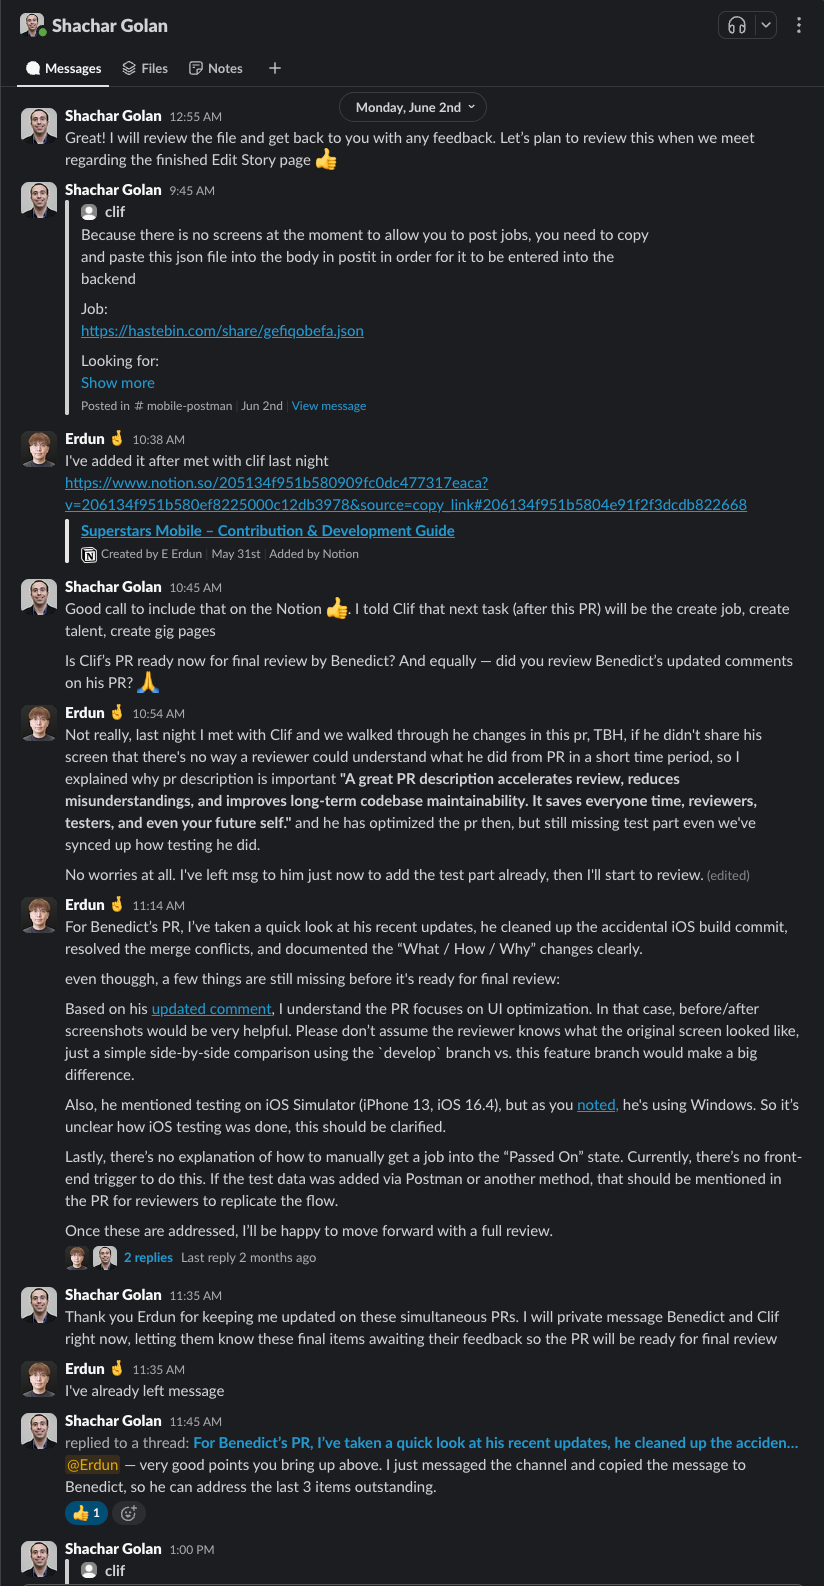 Shachar Golan
Messages
Files
Notes
Monday, June 2nd
Shachar Golan 12:55 AM
Great! I will review the file and get back to you with any feedback. Let's plan to review this when we meet
regarding the finished Edit Story page 👍
Shachar Golan 9:45 AM
clif
Because there is no screens at the moment to allow you to post jobs, you need to copy
and paste this json file into the body in postit in order for it to be entered into the
backend
Job:
https://hastebin.com/share/gefiqobefa.json
Looking for:
Show more
Posted in # mobile-postman | Jun 2nd | View message
Erdun 🤞 10:38 AM
I've added it after met with clif last night
https://www.notion.so/205134f951b580909fc0dc477317eaca?
v=206134f951b580ef8225000c12db3978&source=copy_link#206134f951b5804e91f2f3dcdb822668
Superstars Mobile – Contribution & Development Guide
Created by E Erdun | May 31st | Added by Notion
Shachar Golan 10:45 AM
Good call to include that on the Notion 👍. I told Clif that next task (after this PR) will be the create job, create
talent, create gig pages
Is Clif's PR ready now for final review by Benedict? And equally — did you review Benedict's updated comments
on his PR? 🙏
Erdun 🤞 10:54 AM
Not really, last night I met with Clif and we walked through he changes in this pr, TBH, if he didn't share his
screen that there's no way a reviewer could understand what he did from PR in a short time period, so I
explained why pr description is important "A great PR description accelerates review, reduces
misunderstandings, and improves long-term codebase maintainability. It saves everyone time, reviewers,
testers, and even your future self." and he has optimized the pr then, but still missing test part even we've
synced up how testing he did.
No worries at all. I've left msg to him just now to add the test part already, then I'll start to review. (edited)
Erdun 🤞 11:14 AM
For Benedict's PR, I've taken a quick look at his recent updates, he cleaned up the accidental iOS build commit,
resolved the merge conflicts, and documented the “What / How / Why” changes clearly.
even thouggh, a few things are still missing before it's ready for final review:
Based on his updated comment, I understand the PR focuses on UI optimization. In that case, before/after
screenshots would be very helpful. Please don't assume the reviewer knows what the original screen looked like,
just a simple side-by-side comparison using the `develop` branch vs. this feature branch would make a big
difference.
Also, he mentioned testing on iOS Simulator (iPhone 13, iOS 16.4), but as you noted, he's using Windows. So it's
unclear how iOS testing was done, this should be clarified.
Lastly, there's no explanation of how to manually get a job into the “Passed On” state. Currently, there's no front-
end trigger to do this. If the test data was added via Postman or another method, that should be mentioned in
the PR for reviewers to replicate the flow.
Once these are addressed, I'll be happy to move forward with a full review.
2 replies Last reply 2 months ago
Shachar Golan 11:35 AM
Thank you Erdun for keeping me updated on these simultaneous PRs. I will private message Benedict and Clif
right now, letting them know these final items awaiting their feedback so the PR will be ready for final review
Erdun 🤞 11:35 AM
I've already left message
Shachar Golan 11:45 AM
replied to a thread: For Benedict's PR, I've taken a quick look at his recent updates, he cleaned up the acciden...
@Erdun — very good points you bring up above. I just messaged the channel and copied the message to
Benedict, so he can address the last 3 items outstanding.
👍 1
Shachar Golan 1:00 PM
clif